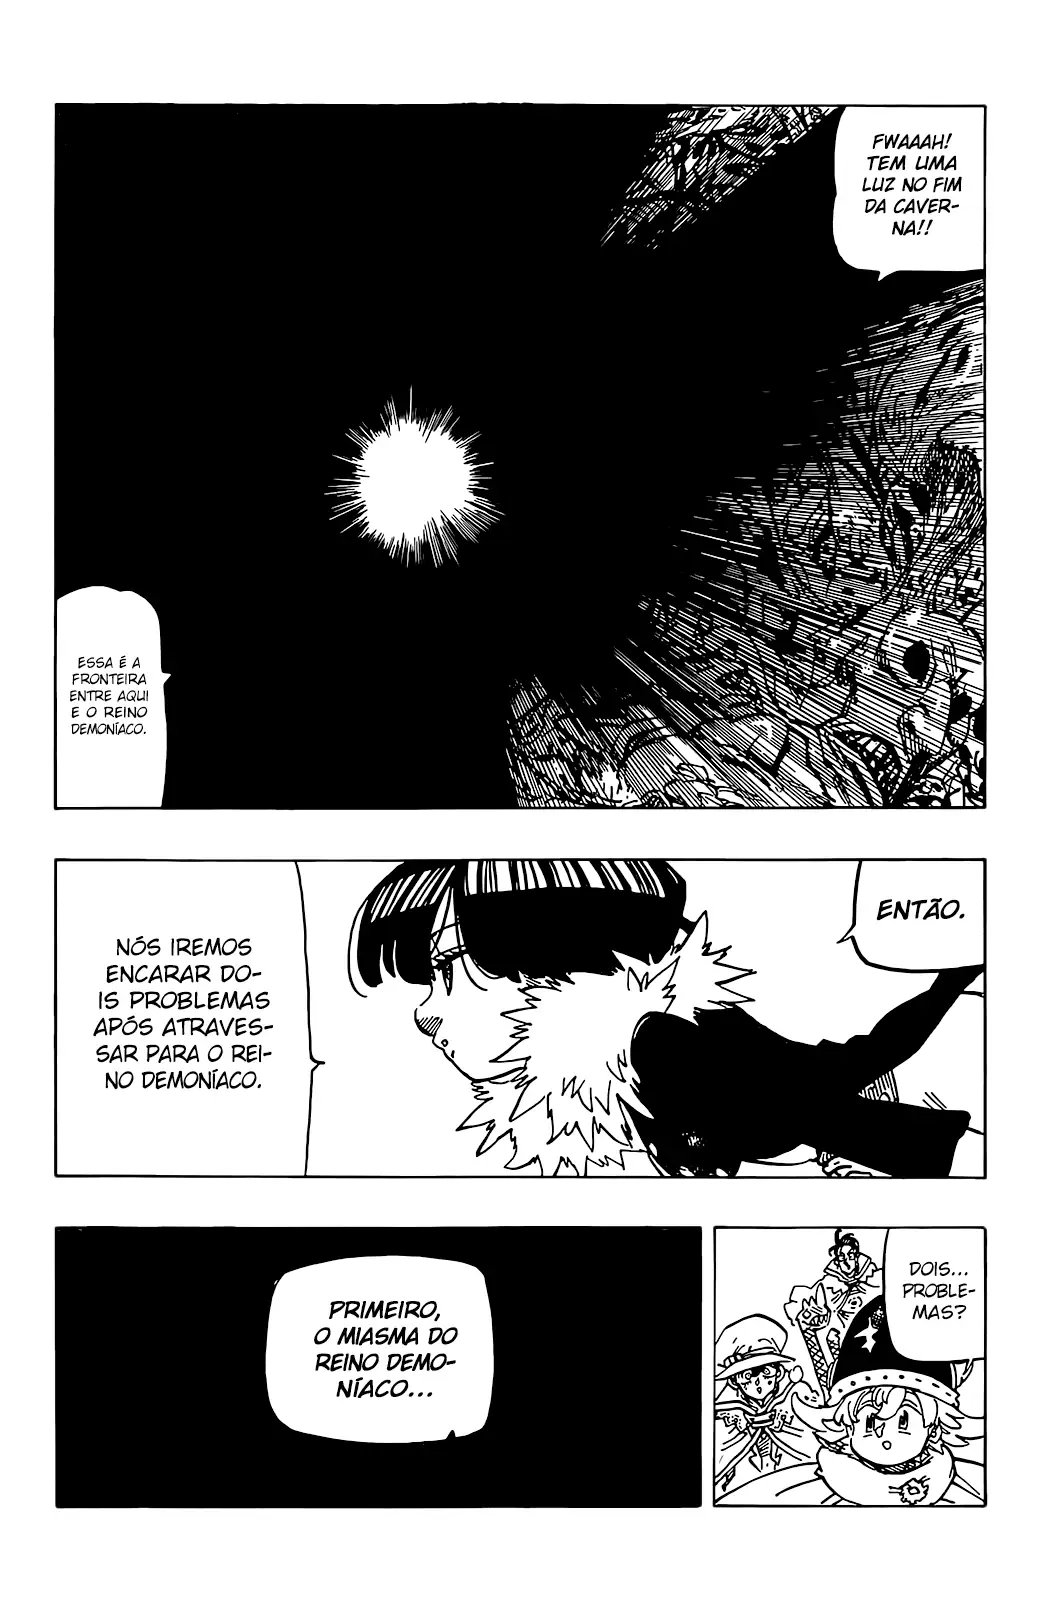 FWAAAH!
TEM UMA
LUZ NO FIM
DA CAVER-
NA!!
ESSA É A
FRONTEIRA
ENTRE AQUI
E O REINO
DEMONÍACO.
ENTÃO.
NÓS IREMOS
ENCARAR DO-
IS PROBLEMAS
APÓS ATRAVES-
SAR PARA O REI-
NO DEMONÍACO.
DOIS...
PROBLE-
MAS?
PRIMEIRO,
O MIASMA DO
REINO DEMO-
NÍACO...